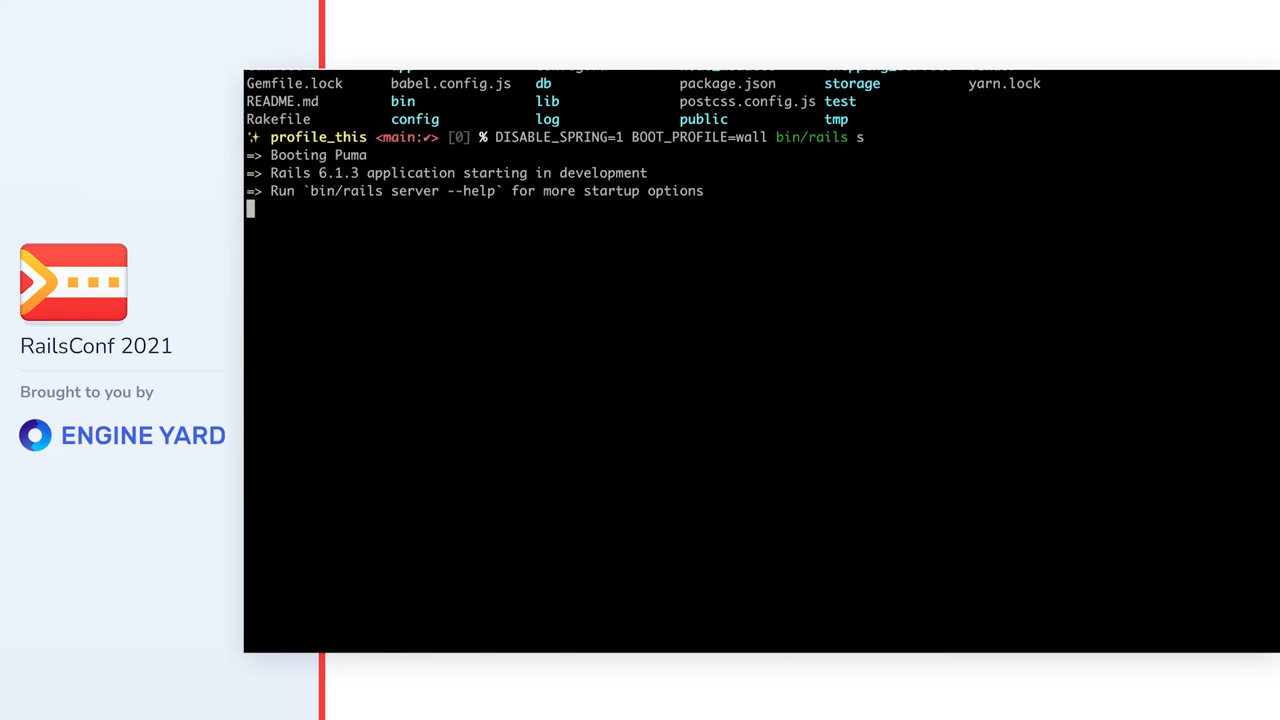 Gemfile.lock babel.config.js db package.json storage yarn.lock
README.md bin lib postcss.config.js test
Rakefile config log public tmp
✨ profile_this <main:✔> [0] % DISABLE_SPRING=1 BOOT_PROFILE=wall bin/rails s
=> Booting Puma
=> Rails 6.1.3 application starting in development
=> Run `bin/rails server --help` for more startup options
RailsConf 2021
Brought to you by
ENGINE YARD